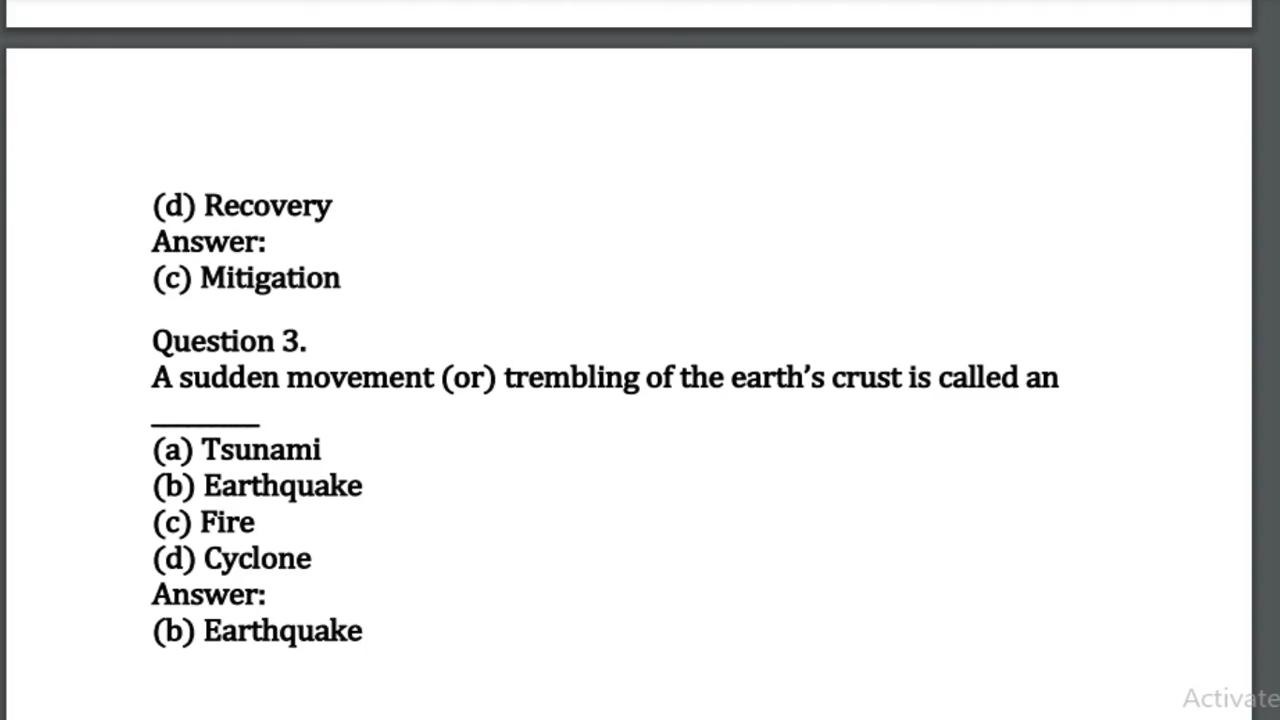 (d) Recovery
Answer:
(c) Mitigation
Question 3.
A sudden movement (or) trembling of the earth’s crust is called an
________
(a) Tsunami
(b) Earthquake
(c) Fire
(d) Cyclone
Answer:
(b) Earthquake
Activate